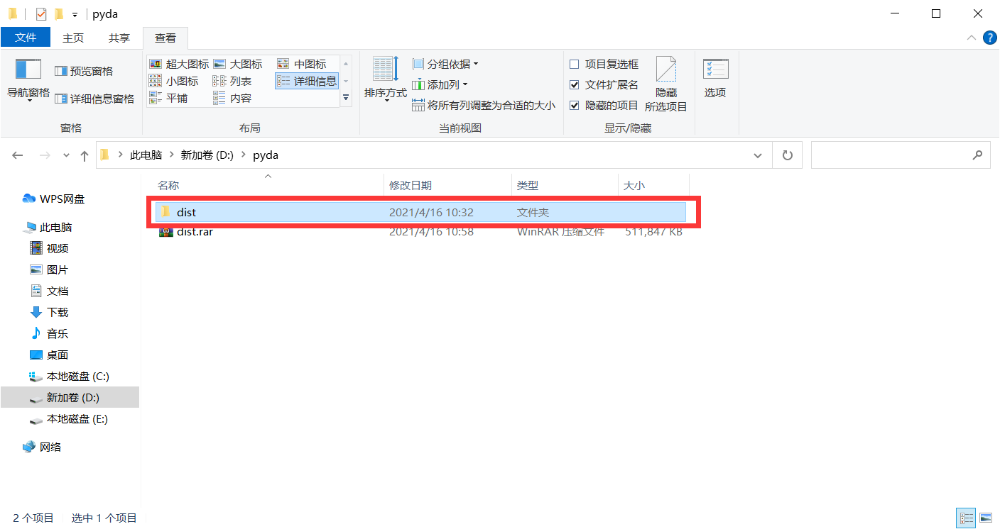 pyda
文件 主页 共享 查看
超大图标 大图标 中图标 分组依据 项目复选框
预览窗格 小图标 列表 详细信息 添加列 文件扩展名
导航窗格 排序方式 隐藏 选项
详细信息窗格 平铺 内容 将所有列调整为合适的大小 隐藏的项目 所选项目
窗格 布局 当前视图 显示/隐藏
此电脑 新加卷 (D:) pyda
名称 修改日期 类型 大小
WPS网盘
dist 2021/4/16 10:32 文件夹
此电脑
dist.rar 2021/4/16 10:58 WinRAR 压缩文件 511,847 KB
视频
图片
文档
下载
音乐
桌面
本地磁盘 (C:)
新加卷 (D:)
本地磁盘 (E:)
网络
2 个项目 选中 1 个项目